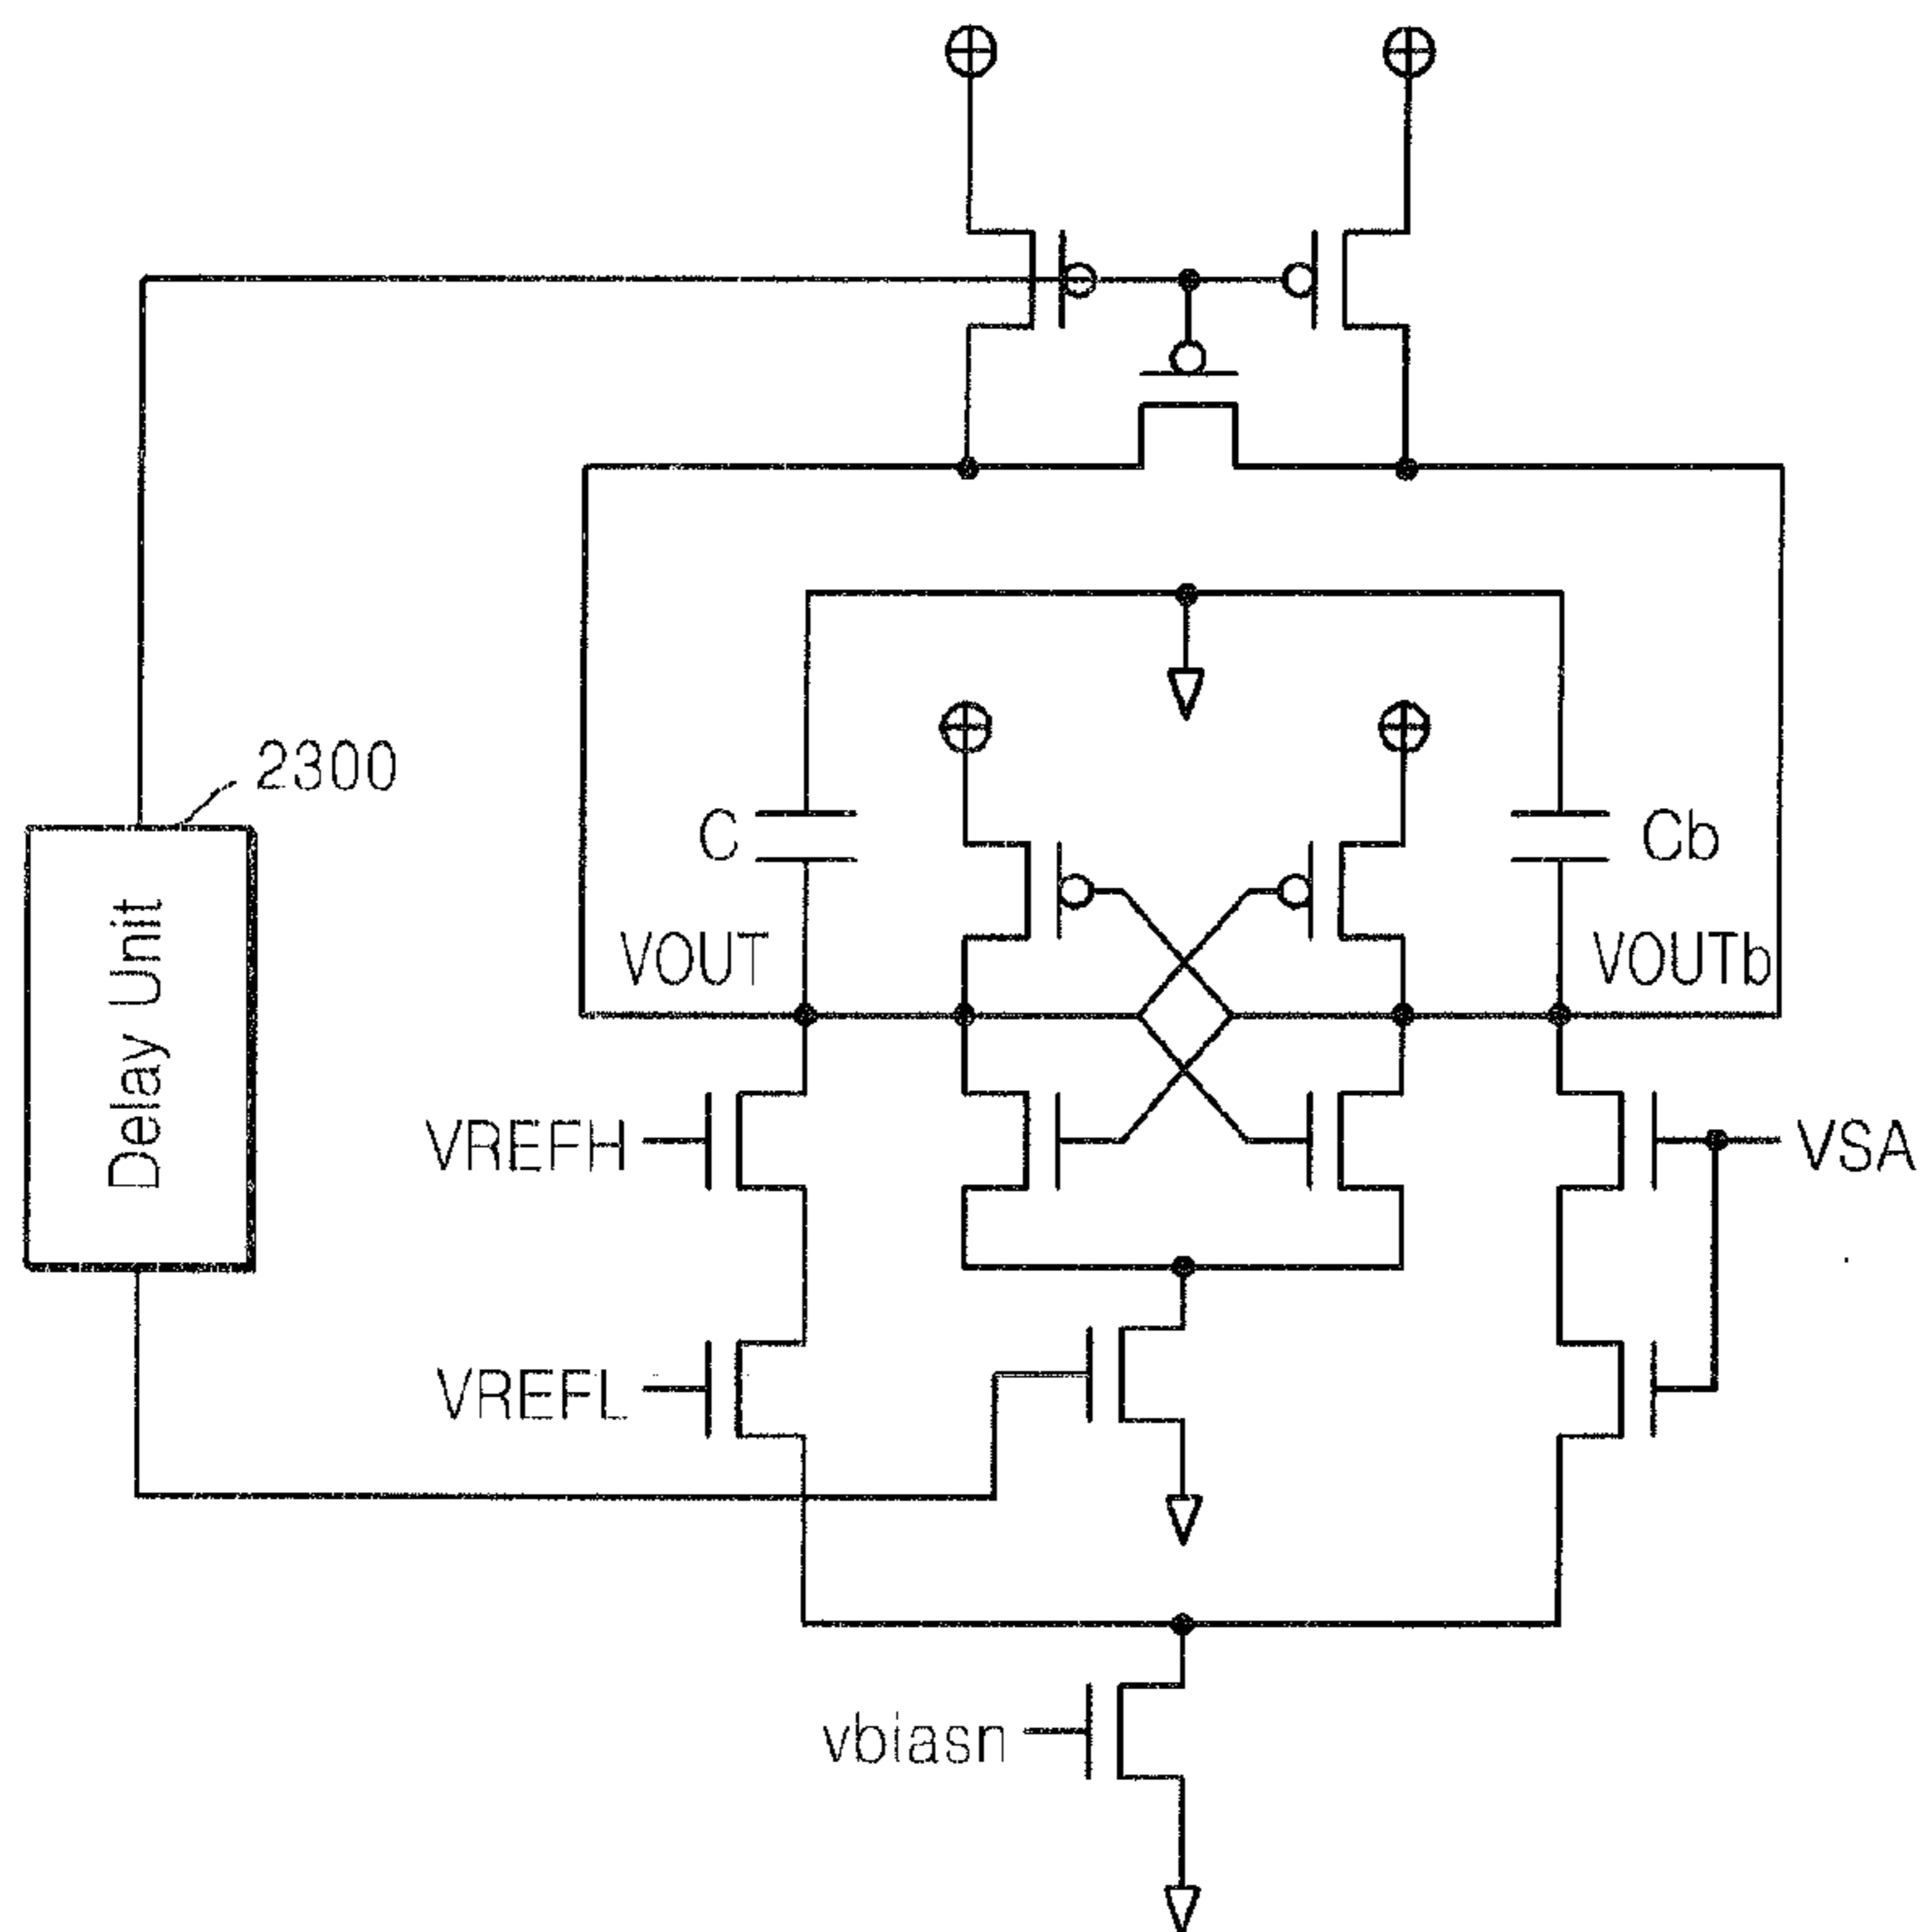 2300
Delay Unit
C
Cb
VOUT
VOUTb
VREFH
VSA
VREFL
vbiasn